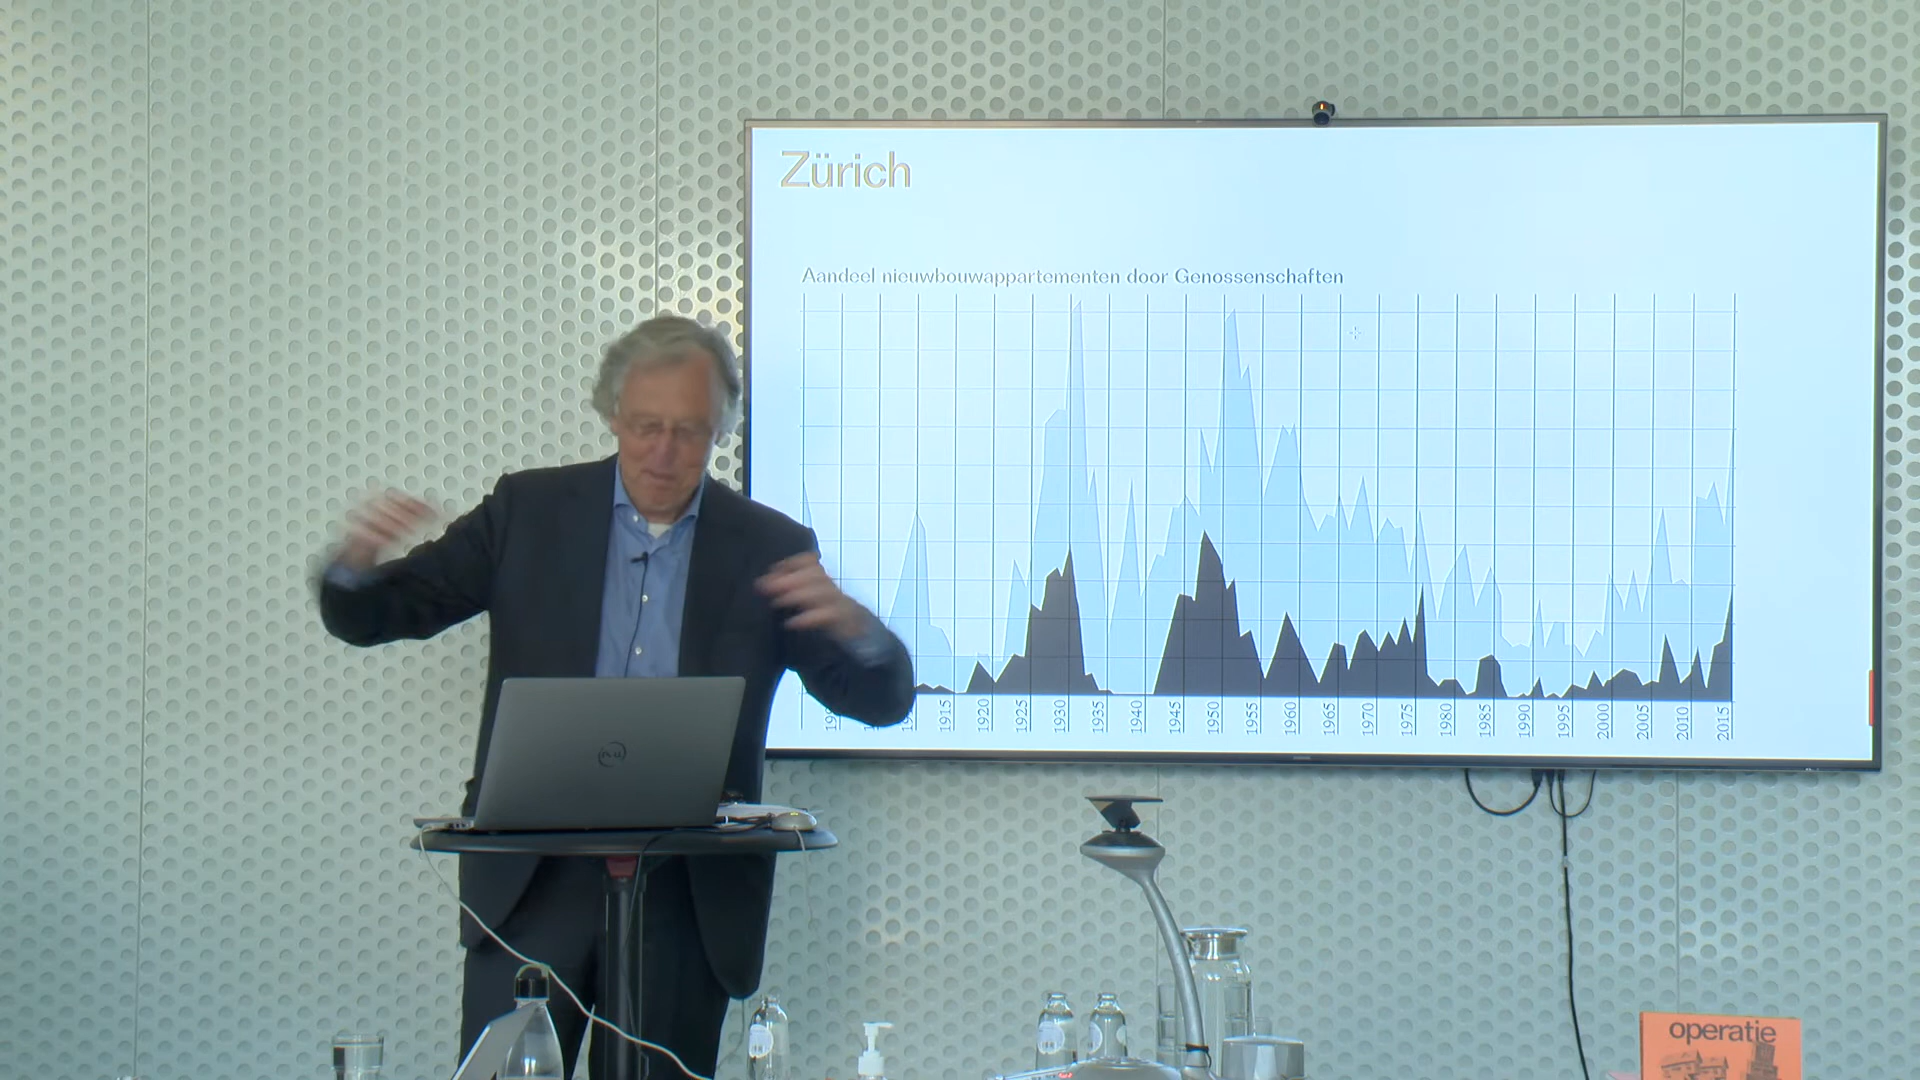 Zürich
Aandeel nieuwbouwappartementen door Genossenschaften
1915 1920 1925 1930 1935 1940 1945 1950 1955 1960 1965 1970 1975 1980 1985 1990 1995 2000 2005 2010 2015
operatie